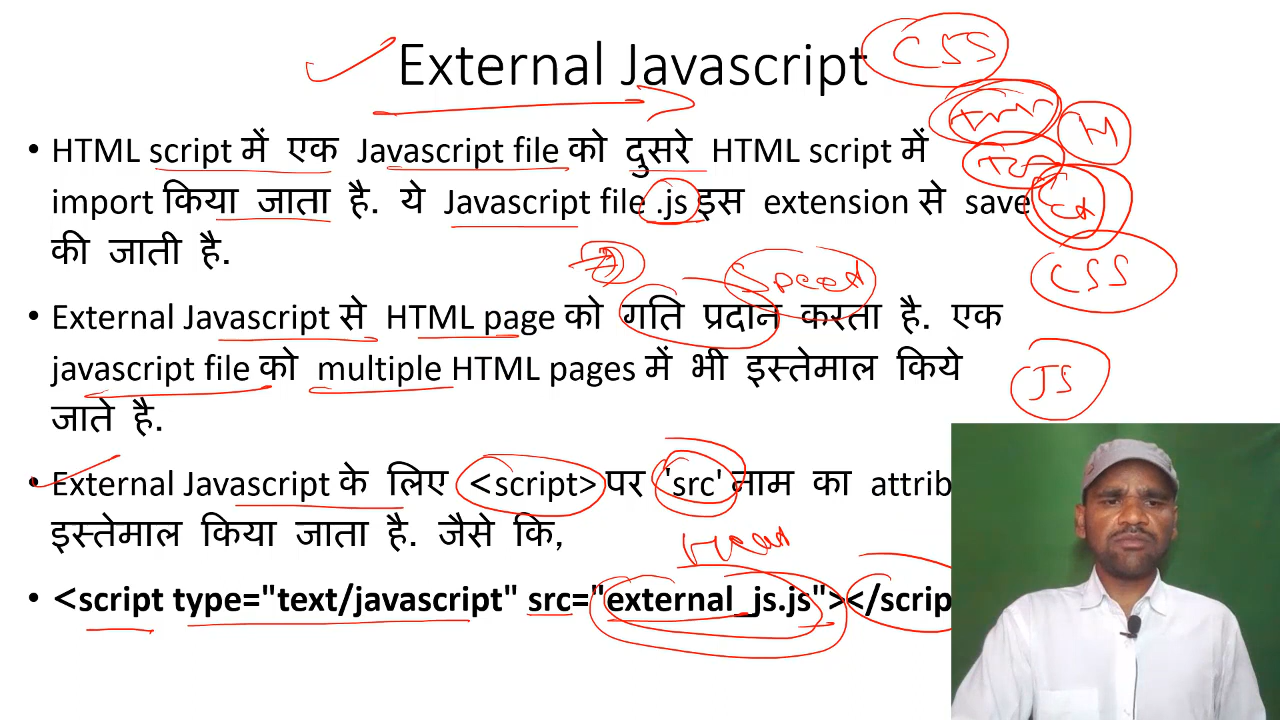 External Javascript
CSS
H
• HTML script में एक Javascript file को दुसरे HTML script में
import किया जाता है. ये Javascript file .js इस extension से save
की जाती है.
CSS
Speed
• External Javascript से HTML page को गति प्रदान करता है. एक
javascript file को multiple HTML pages में भी इस्तेमाल किये
जाते है.
JS
• External Javascript के लिए <script> पर 'src' नाम का attrib
इस्तेमाल किया जाता है. जैसे कि,
Head
• <script type="text/javascript" src="external_js.js"></scrip